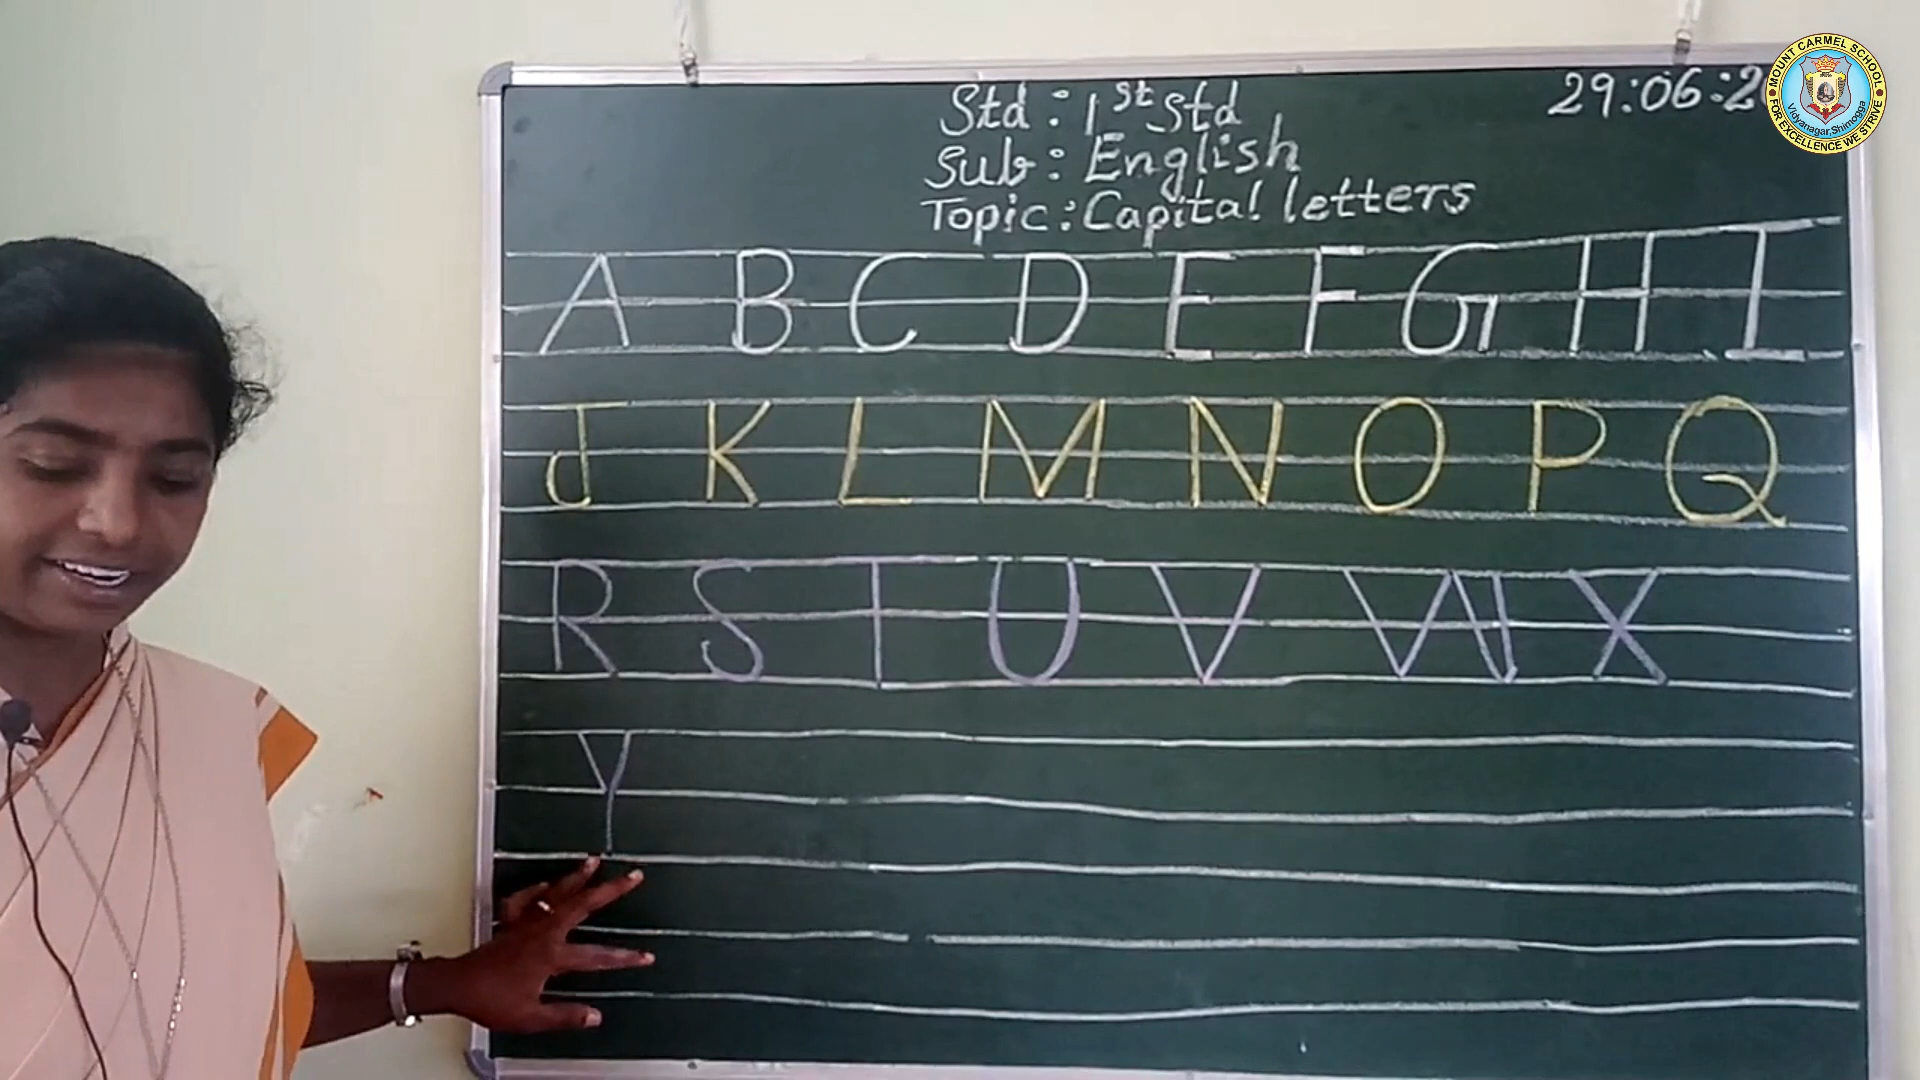 Std : 1st Std
29:06:2
Sub : English
Topic : Capital letters
A B C D E F G H I
J K L M N O P Q
R S T U V W X
Y
MOUNT CARMEL SCHOOL
Vidyanagar, Shimogga
FOR EXCELLENCE WE STRIVE